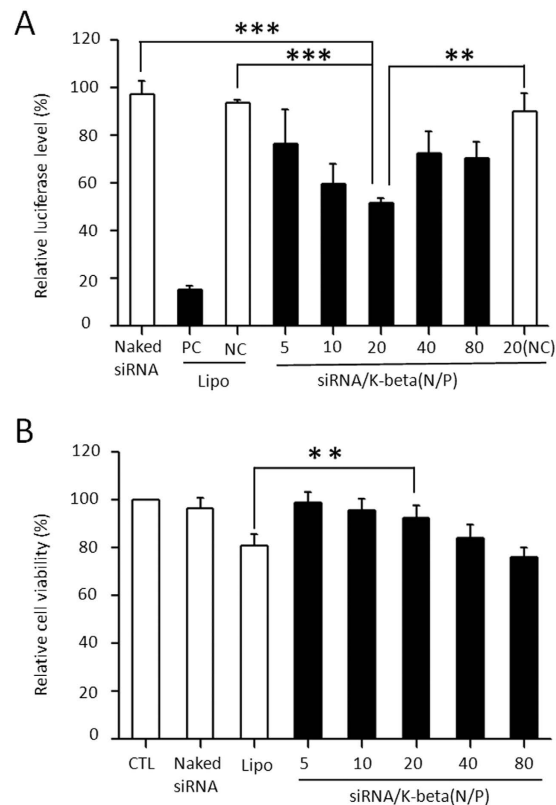 A
***
***
**
120
100
80
60
40
20
0
Relative luciferase level (%)
Naked siRNA
PC
NC
5
10
20
40
80
20(NC)
Lipo
siRNA/K-beta(N/P)
B
**
120
100
80
60
40
20
0
Relative cell viability (%)
CTL
Naked siRNA
Lipo
5
10
20
40
80
siRNA/K-beta(N/P)